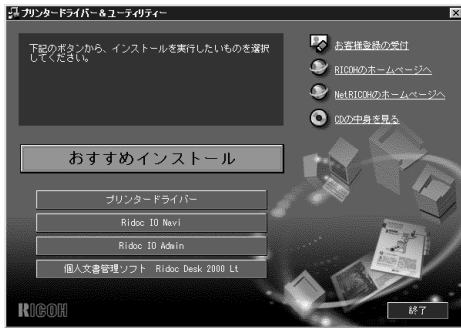 プリンタードライバー＆ユーティリティー
下記のボタンから、インストールを実行したいものを選択
してください。
お客様登録の受付
RICOHのホームページへ
NetRICOHのホームページへ
CDの中身を見る
おすすめインストール
プリンタードライバー
Ridoc IO Navi
Ridoc IO Admin
個人文書管理ソフト Ridoc Desk 2000 Lt
RICOH
終了